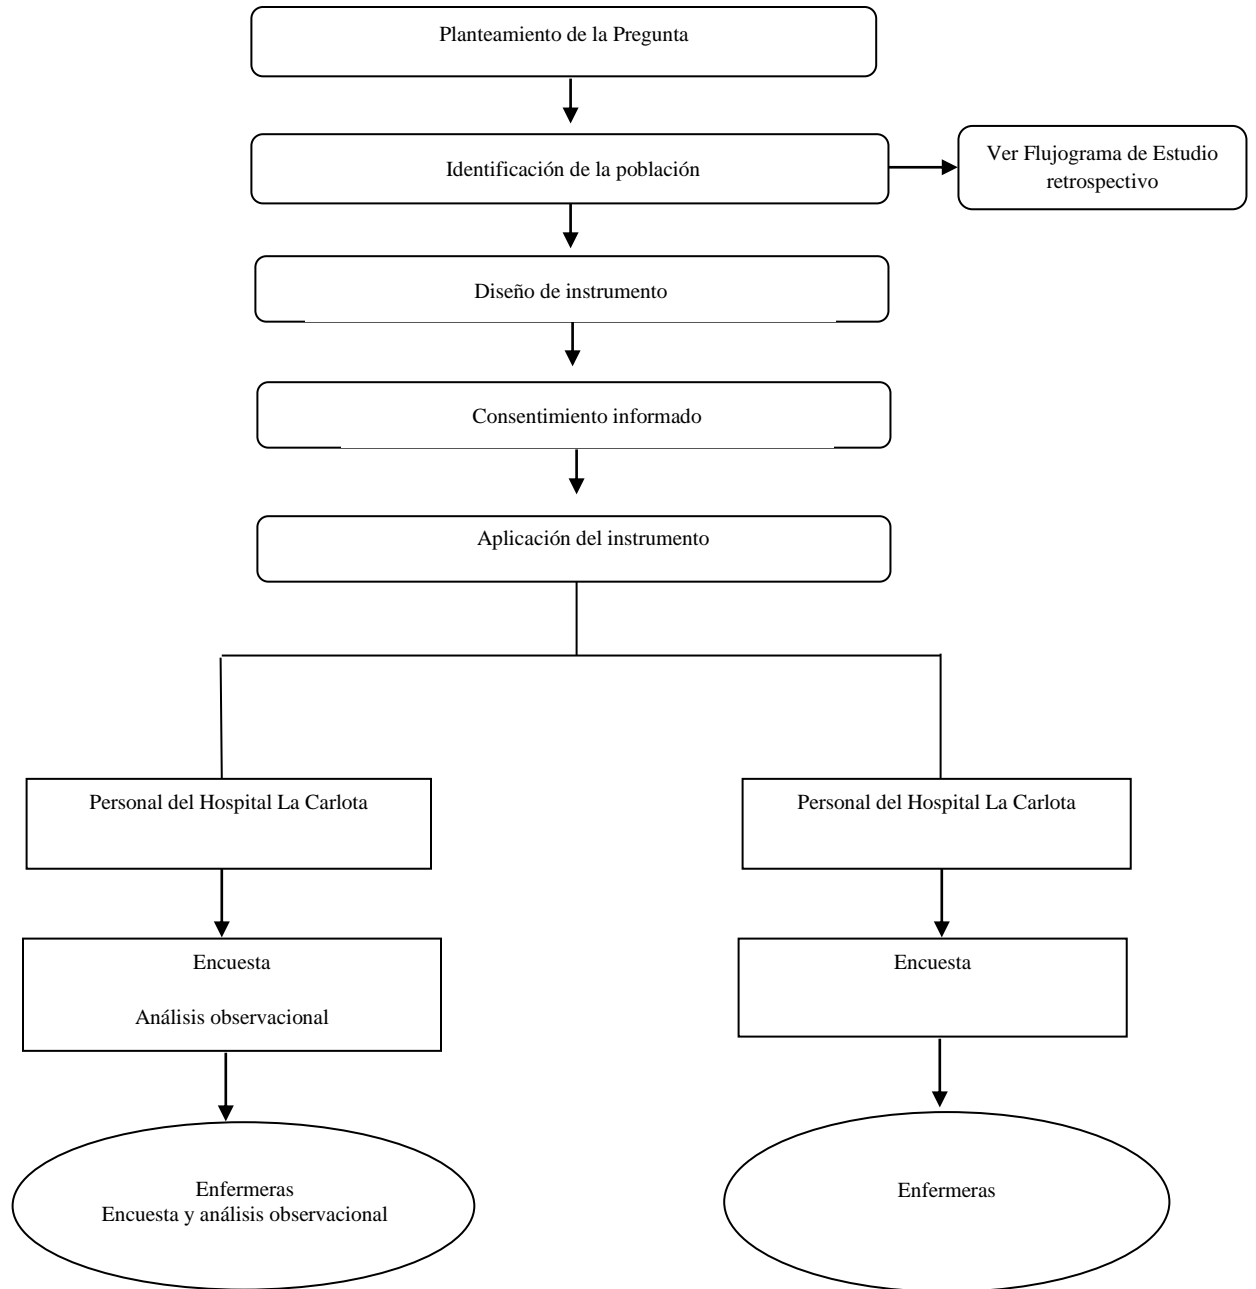 Planteamiento de la Pregunta
Identificación de la población
Ver Flujograma de Estudio
retrospectivo
Diseño de instrumento
Consentimiento informado
Aplicación del instrumento
Personal del Hospital La Carlota
Personal del Hospital La Carlota
Encuesta
Análisis observacional
Encuesta
Enfermeras
Encuesta y análisis observacional
Enfermeras